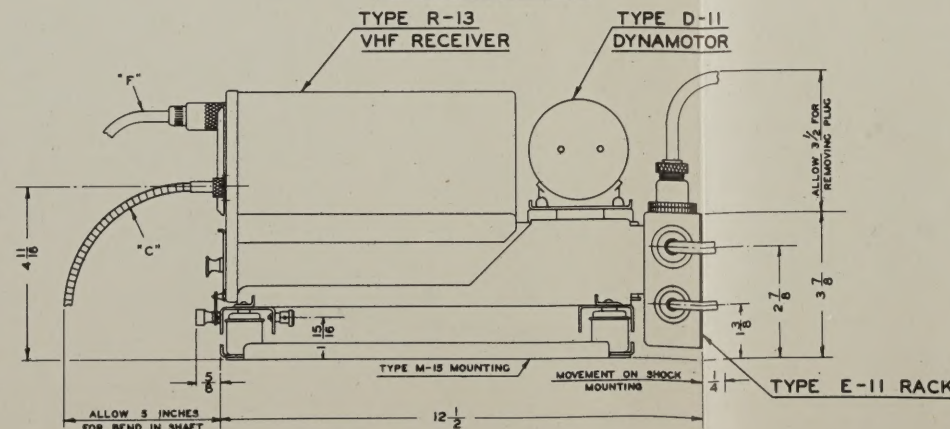 TYPE R-13
VHF RECEIVER
TYPE D-11
DYNAMOTOR
"F"
"C"
ALLOW 3 1/2 FOR
REMOVING PLUG
4 11/16
15/16
1 3/8
2 7/8
3 7/8
5/8
TYPE M-15 MOUNTING
MOVEMENT ON SHOCK
MOUNTING
1/4
TYPE E-11 RACK
ALLOW 5 INCHES
FOR BEND IN SHAFT
12 1/2